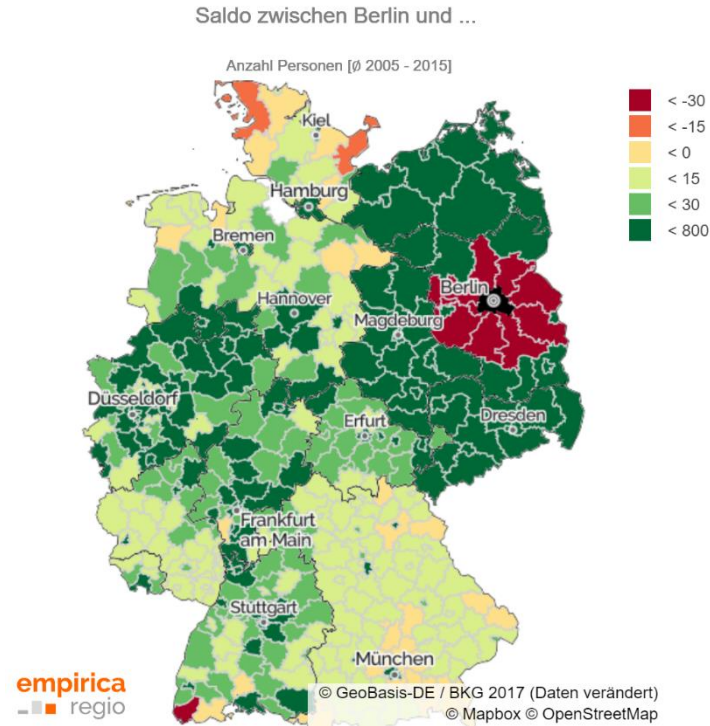 Saldo zwischen Berlin und ...
Anzahl Personen [Ø 2005 - 2015]
< -30
< -15
< 0
< 15
< 30
< 800
Kiel
Hamburg
Bremen
Hannover
Berlin
Magdeburg
Düsseldorf
Erfurt
Dresden
Frankfurt
am Main
Stuttgart
München
empirica
regio
© GeoBasis-DE / BKG 2017 (Daten verändert)
© Mapbox © OpenStreetMap